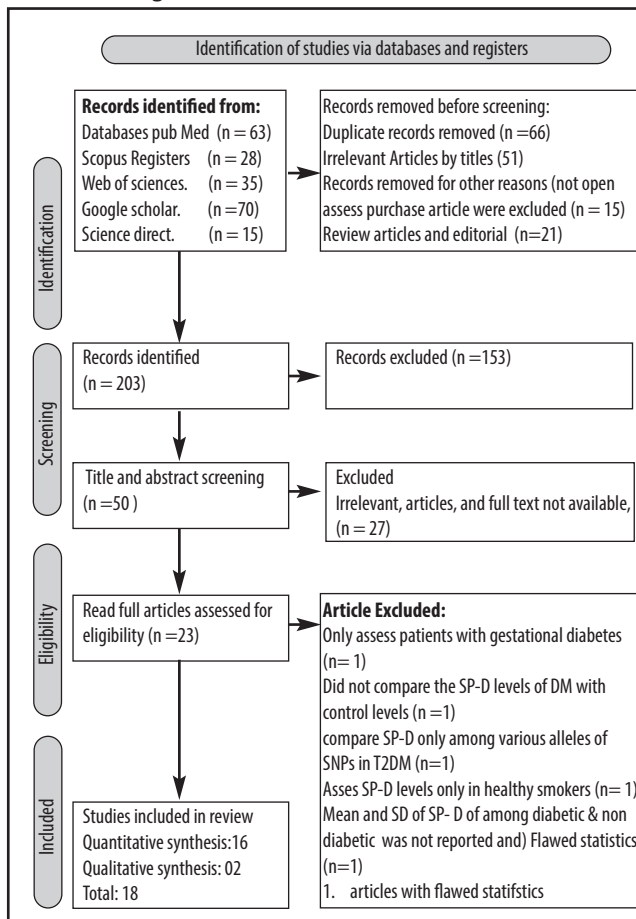 Identification of studies via databases and registers
Records identified from:
Databases pub Med (n = 63)
Scopus Registers (n = 28)
Web of sciences. (n = 35)
Google scholar. (n =70)
Science direct. (n = 15)
Records removed before screening:
Duplicate records removed (n =66)
Irrelevant Articles by titles (51)
Records removed for other reasons (not open
assess purchase article were excluded (n = 15)
Review articles and editorial (n=21)
Identification
Records identified
(n = 203)
Records excluded (n =153)
Screening
Title and abstract screening
(n =50 )
Excluded
Irrelevant, articles, and full text not available,
(n = 27)
Eligibility
Read full articles assessed for
eligibility (n =23)
Article Excluded:
Only assess patients with gestational diabetes
(n= 1)
Did not compare the SP-D levels of DM with
control levels (n =1)
compare SP-D only among various alleles of
SNPs in T2DM (n=1)
Asses SP-D levels only in healthy smokers (n= 1)
Mean and SD of SP- D of among diabetic & non
diabetic was not reported and) Flawed statistics
(n=1)
1. articles with flawed statifstics
Included
Studies included in review
Quantitative synthesis:16
Qualitative synthesis: 02
Total: 18